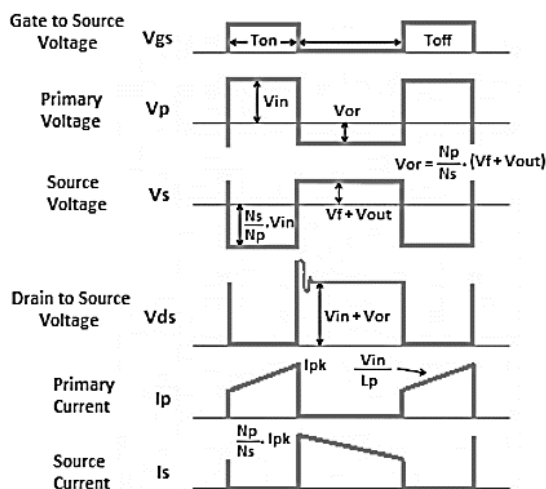 Gate to Source
Voltage Vgs
Ton
Toff
Primary
Voltage Vp
Vin
Vor
Vor = Np/Ns . (Vf + Vout)
Source
Voltage Vs
Ns/Np .Vin
Vf + Vout
Drain to Source
Voltage Vds
Vin + Vor
Primary
Current Ip
Ipk
Vin/Lp
Source
Current Is
Np/Ns . Ipk